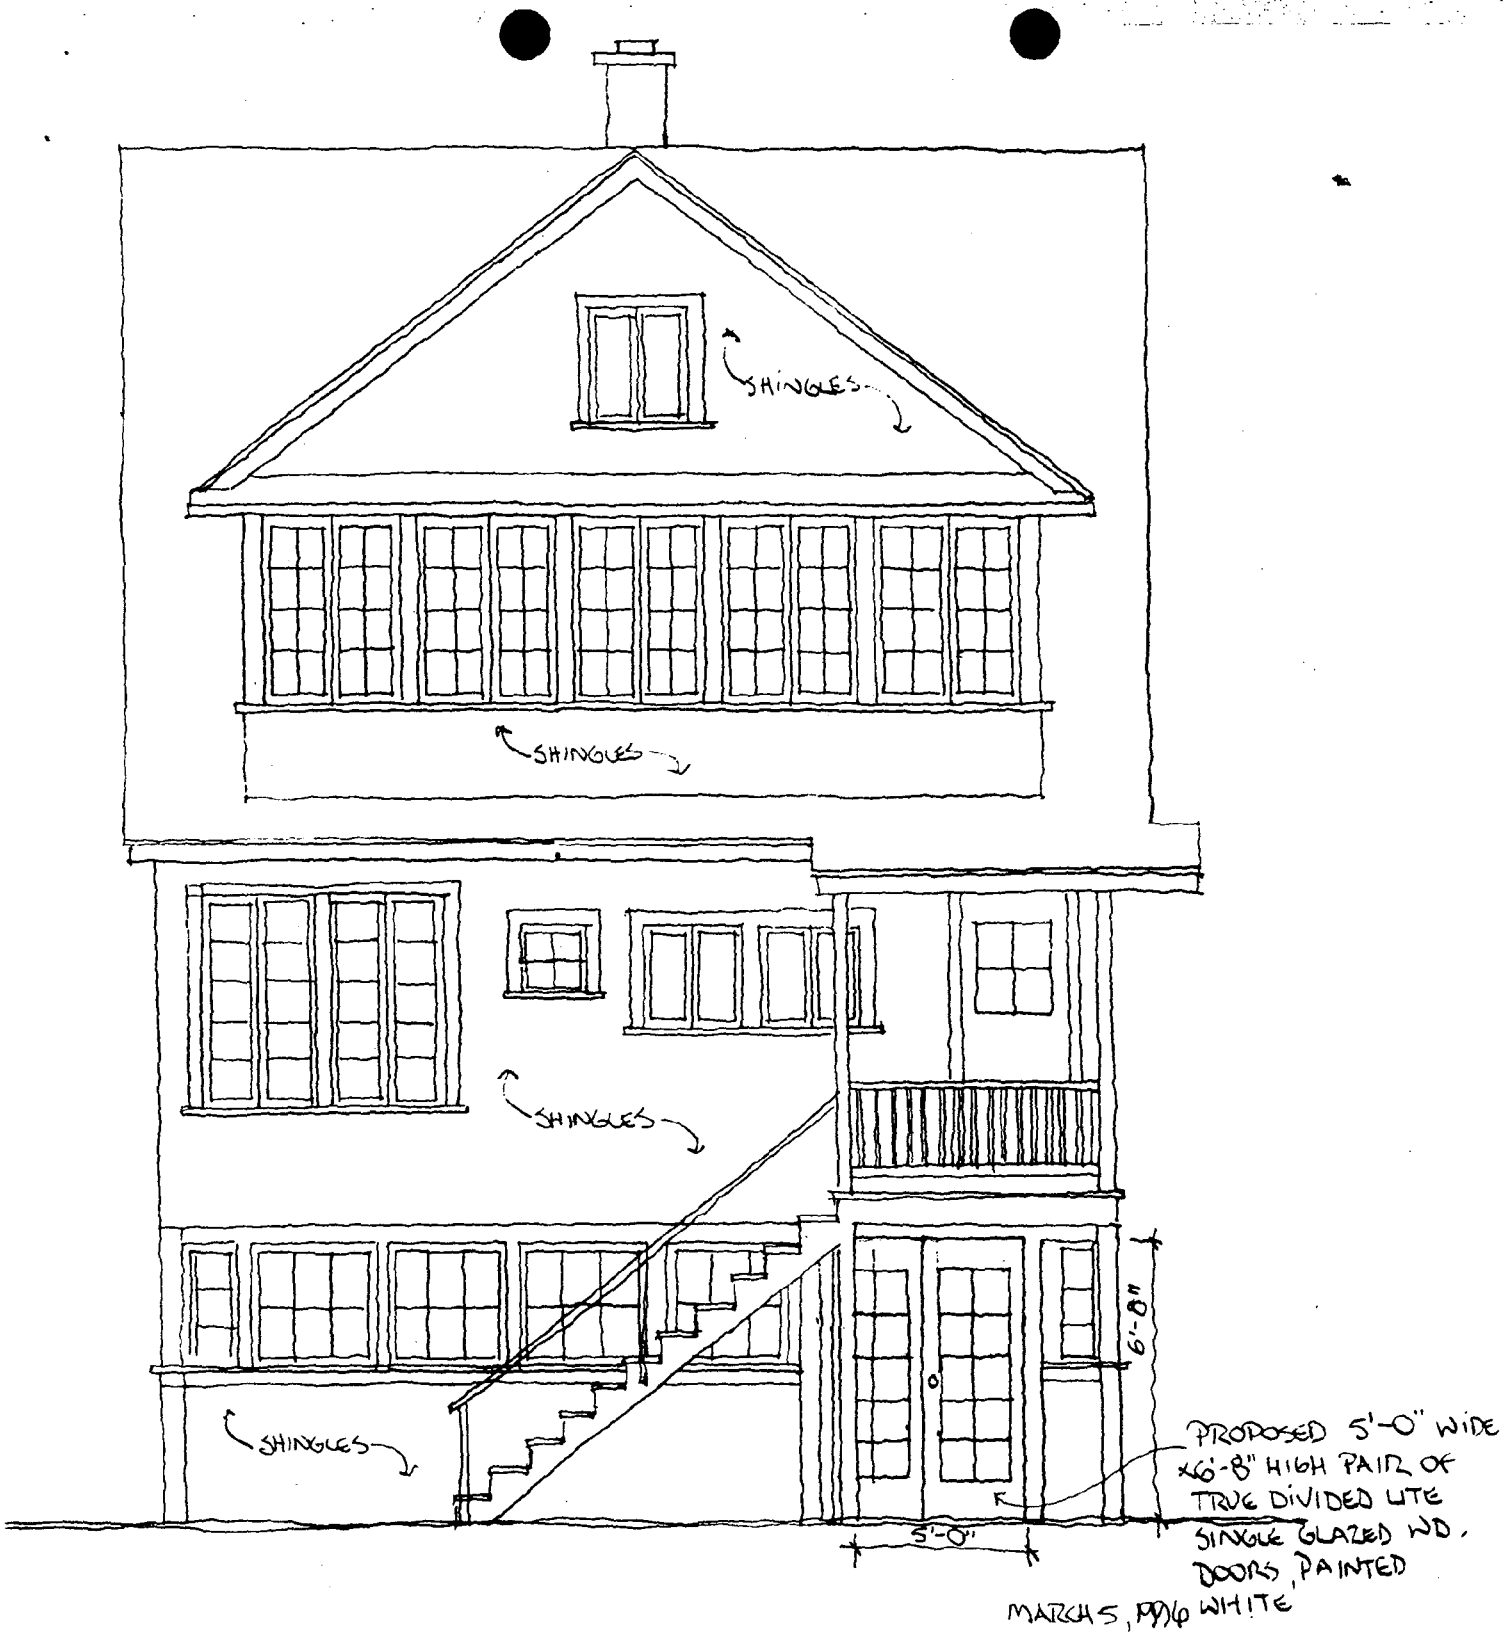 SHINGLES
SHINGLES
SHINGLES
SHINGLES
6'-8"
5'-0"
PROPOSED 5'-0" WIDE
x6'-8" HIGH PAIR OF
TRUE DIVIDED LITE
SINGLE GLAZED WD.
DOORS, PAINTED
WHITE
MARCH 5, 1996